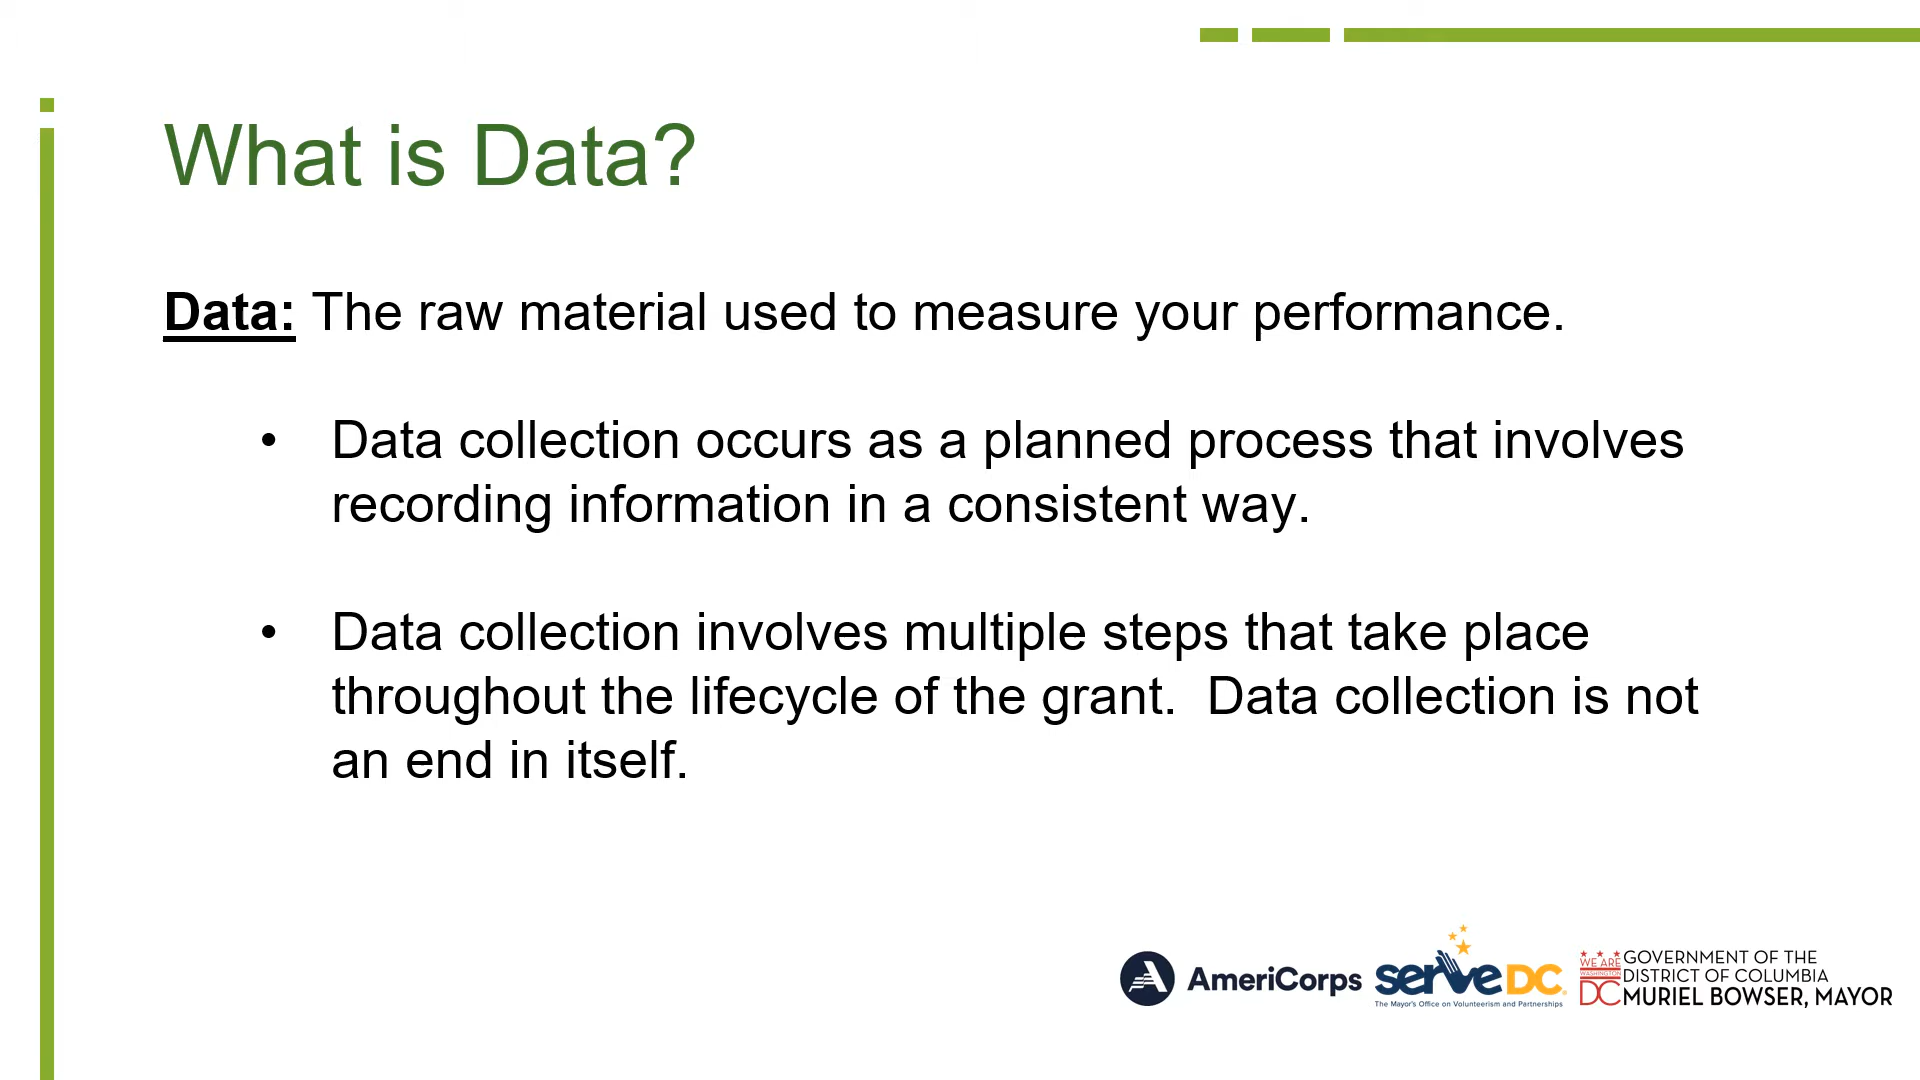 What is Data?
Data: The raw material used to measure your performance.
• Data collection occurs as a planned process that involves
recording information in a consistent way.
• Data collection involves multiple steps that take place
throughout the lifecycle of the grant.  Data collection is not
an end in itself.
AmeriCorps
serve DC
The Mayor's Office on Volunteerism and Partnerships
WE ARE
WASHINGTON
DC
GOVERNMENT OF THE
DISTRICT OF COLUMBIA
MURIEL BOWSER, MAYOR